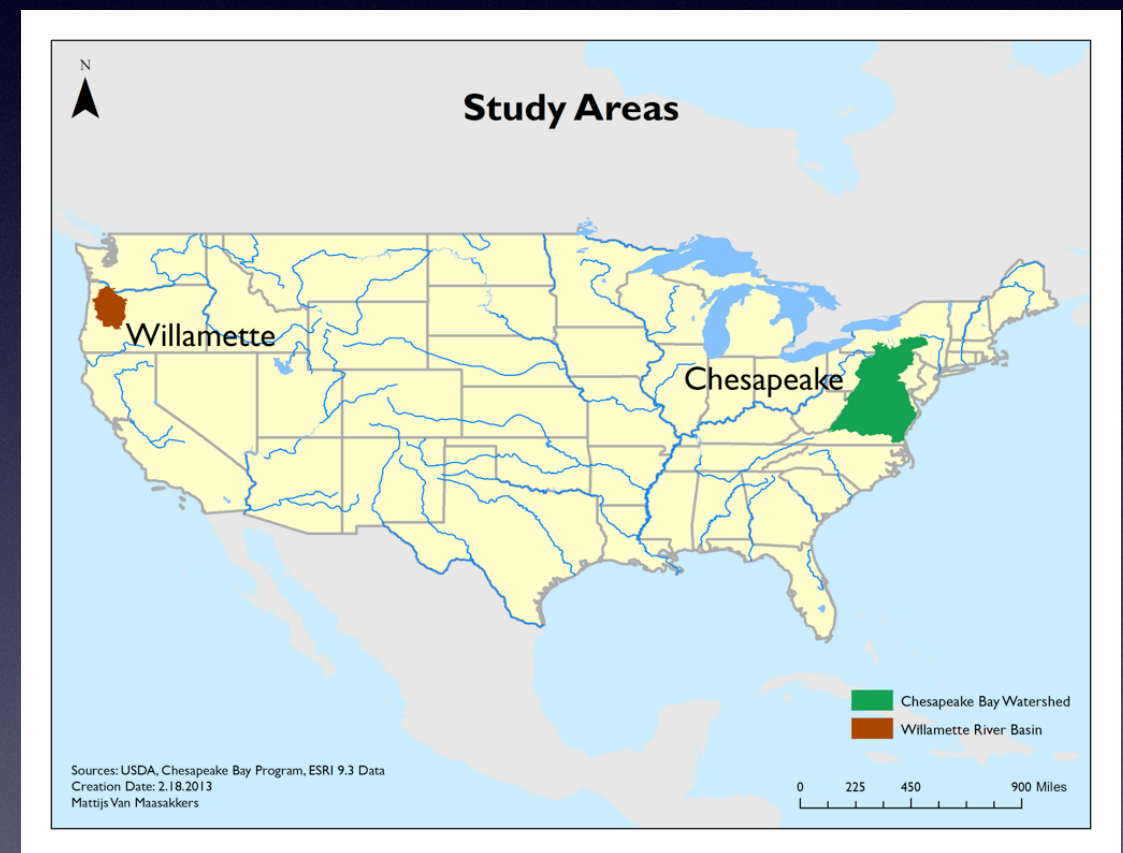 N
Study Areas
Willamette
Chesapeake
Chesapeake Bay Watershed
Willamette River Basin
Sources: USDA, Chesapeake Bay Program, ESRI 9.3 Data
Creation Date: 2.18.2013
Mattijs Van Maasakkers
0 225 450 900 Miles